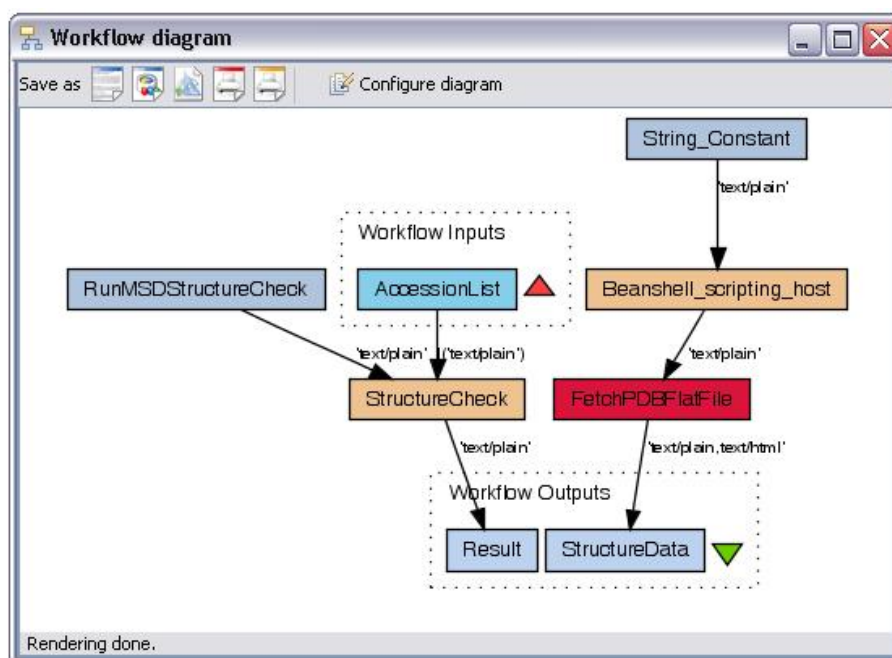 Workflow diagram
Save as
Configure diagram
String_Constant
'text/plain'
Workflow Inputs
RunMSDStructureCheck
AccessionList
Beanshell_scripting_host
'text/plain'
l('text/plain')
'text/plain'
StructureCheck
FetchPDBFlatFile
'text/plain'
'text/plain,text/html'
Workflow Outputs
Result
StructureData
Rendering done.